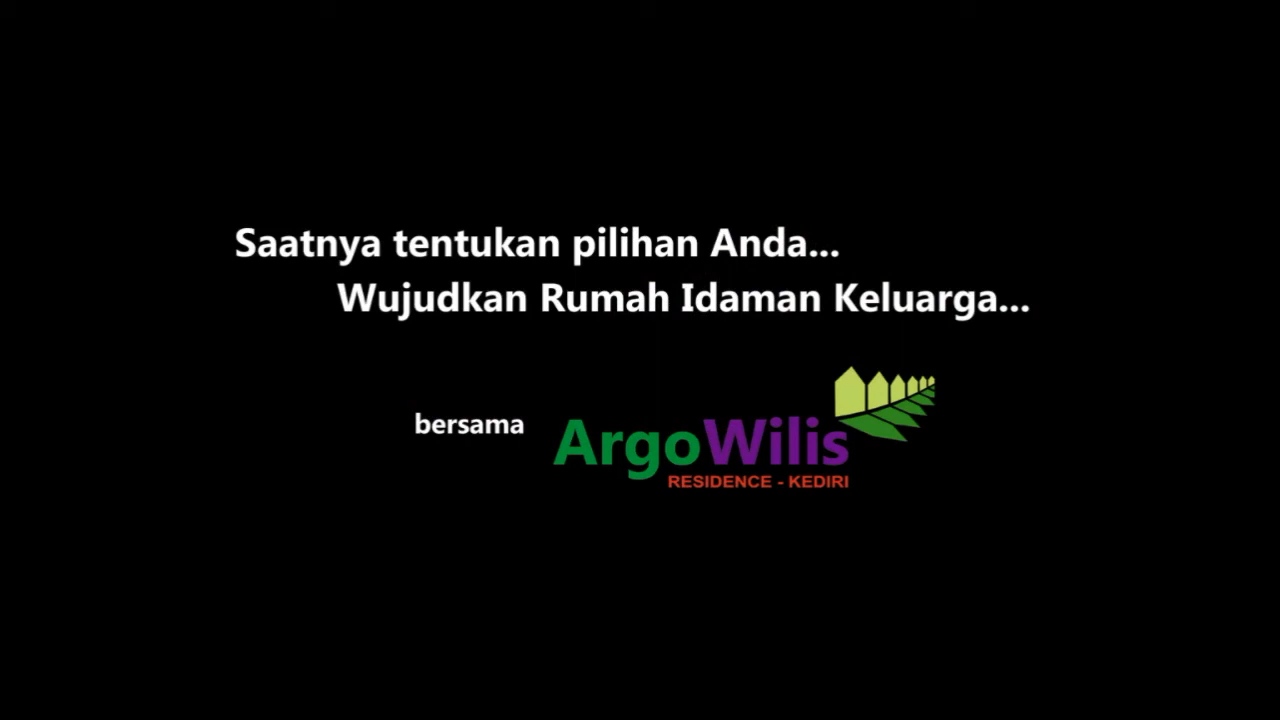 Saatnya tentukan pilihan Anda...
Wujudkan Rumah Idaman Keluarga...
bersama ArgoWilis
RESIDENCE - KEDIRI